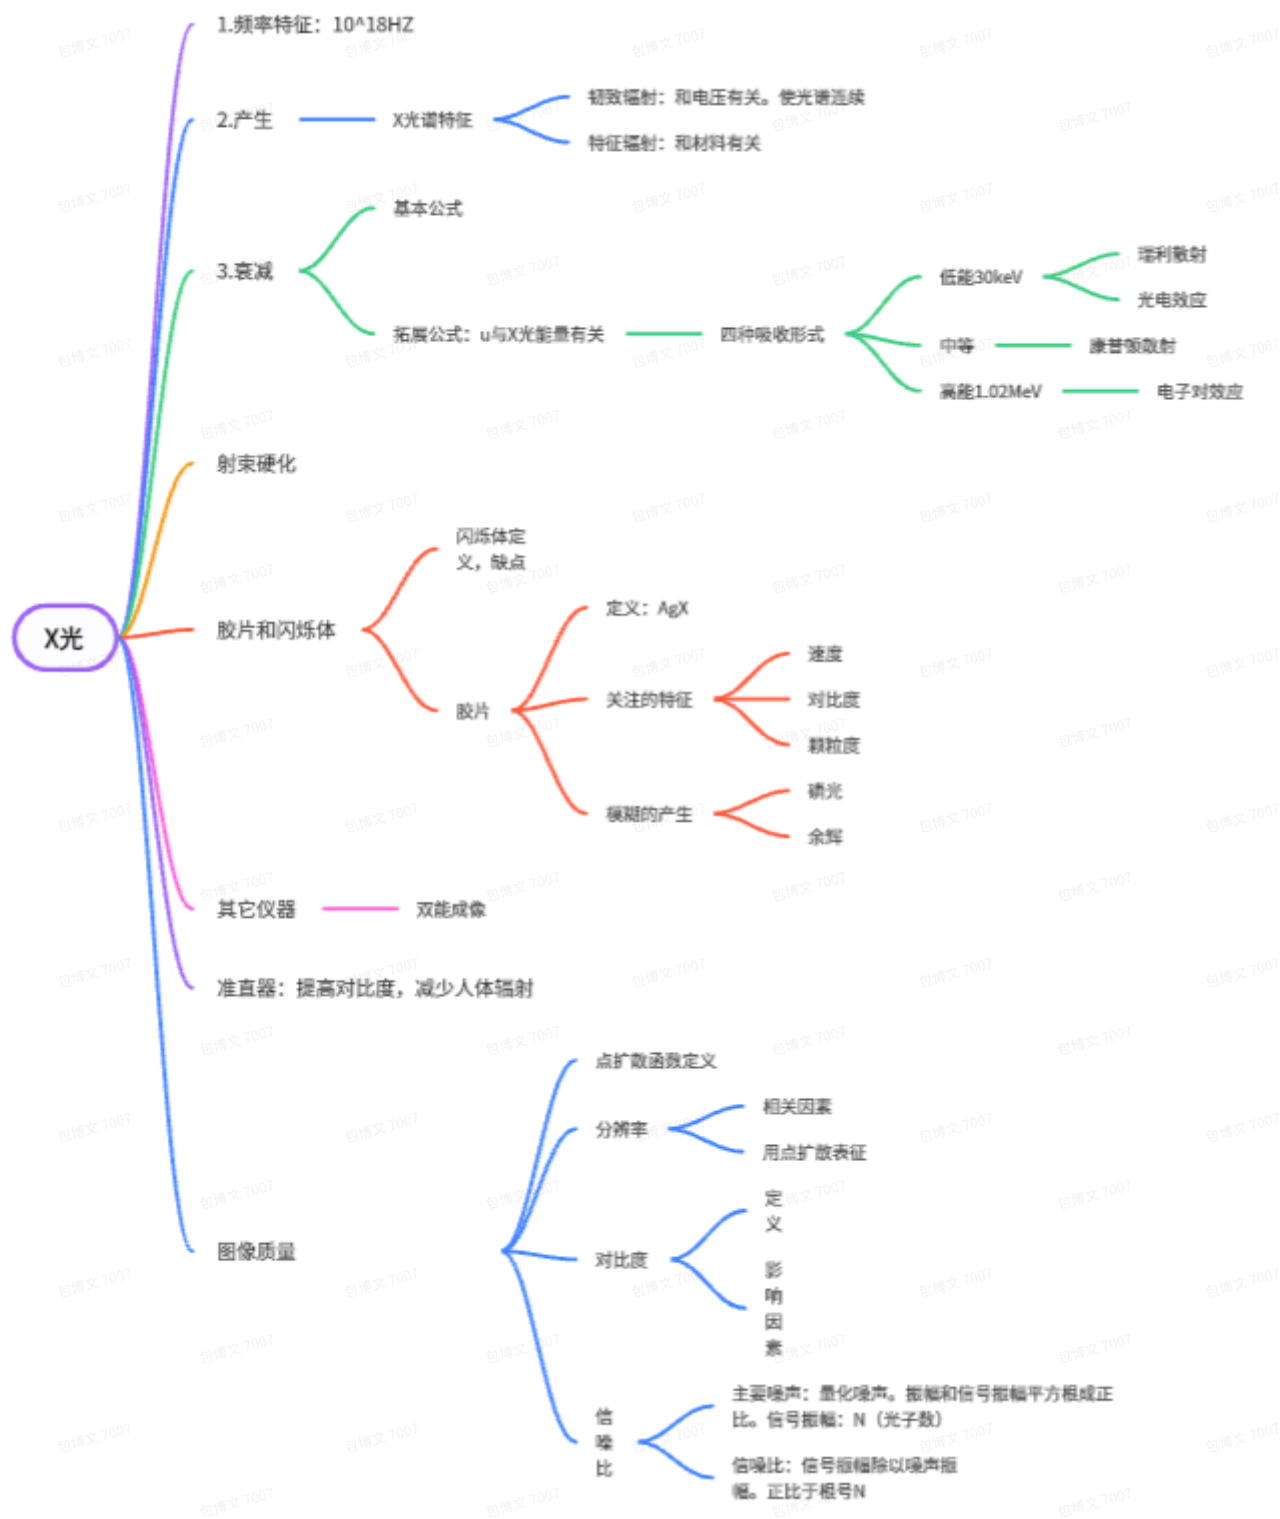 1.频率特征：10^18HZ
2.产生
X光谱特征
轫致辐射：和电压有关。使光谱连续
特征辐射：和材料有关
3.衰减
基本公式
拓展公式：u与X光能量有关
四种吸收形式
低能30keV
瑞利散射
光电效应
中等
康普顿散射
高能1.02MeV
电子对效应
射束硬化
X光
胶片和闪烁体
闪烁体定
义，缺点
胶片
定义：AgX
关注的特征
速度
对比度
颗粒度
模糊的产生
磷光
余辉
其它仪器
双能成像
准直器：提高对比度，减少人体辐射
图像质量
点扩散函数定义
分辨率
相关因素
用点扩散表征
对比度
定
义
影
响
因
素
信
噪
比
主要噪声：量化噪声。振幅和信号振幅平方根成正
比。信号振幅：N（光子数）
信噪比：信号振幅除以噪声振
幅。正比于根号N
包博文 7007